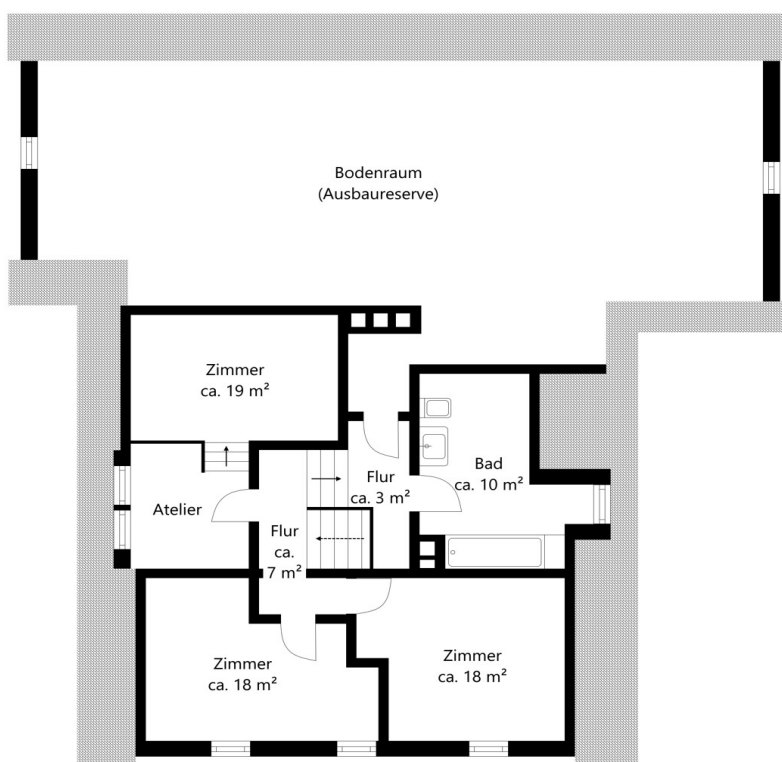 Bodenraum
(Ausbaureserve)
Zimmer
ca. 19 m²
Atelier
Flur
ca. 3 m²
Bad
ca. 10 m²
Flur
ca.
7 m²
Zimmer
ca. 18 m²
Zimmer
ca. 18 m²